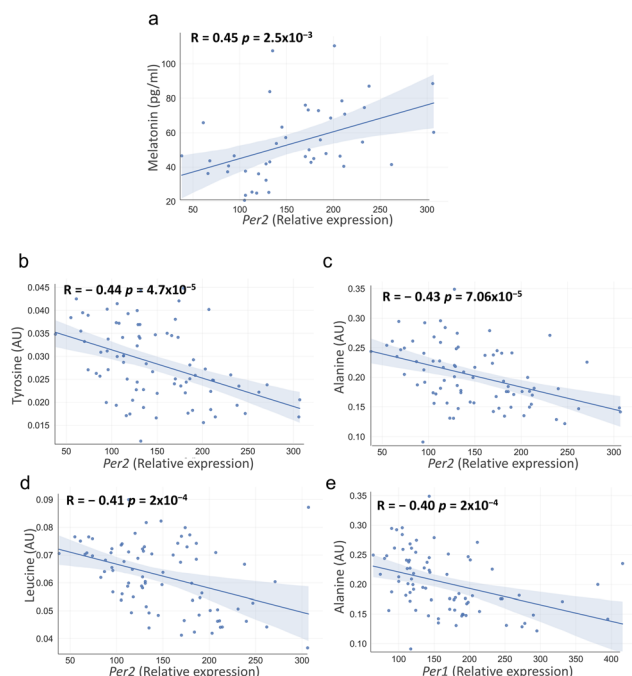 a
R = 0.45 p = 2.5x10⁻³
Melatonin (pg/ml)
100
80
60
40
20
50 100 150 200 250 300
Per2 (Relative expression)
b
R = − 0.44 p = 4.7x10⁻⁵
Tyrosine (AU)
0.045
0.040
0.035
0.030
0.025
0.020
0.015
50 100 150 200 250 300
Per2 (Relative expression)
c
R = − 0.43 p = 7.06x10⁻⁵
Alanine (AU)
0.35
0.30
0.25
0.20
0.15
0.10
50 100 150 200 250 300
Per2 (Relative expression)
d
R = − 0.41 p = 2x10⁻⁴
Leucine (AU)
0.09
0.08
0.07
0.06
0.05
0.04
50 100 150 200 250 300
Per2 (Relative expression)
e
R = − 0.40 p = 2x10⁻⁴
Alanine (AU)
0.35
0.30
0.25
0.20
0.15
0.10
100 150 200 250 300 350 400
Per1 (Relative expression)